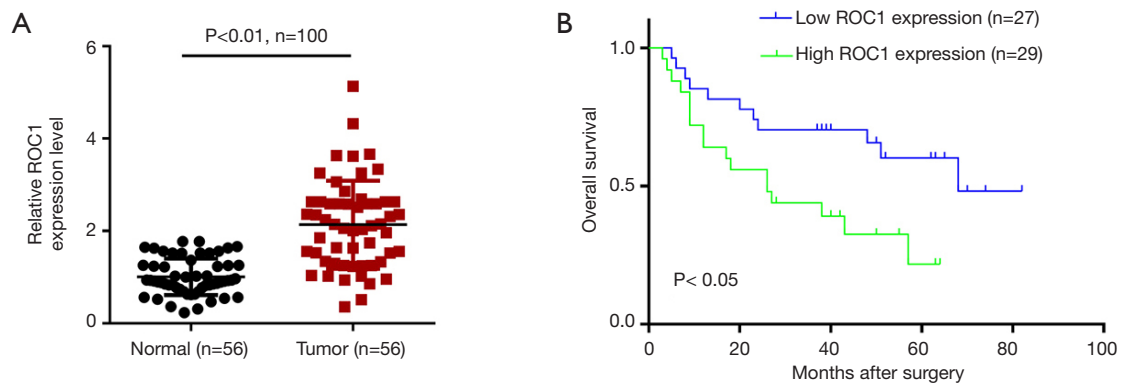 A
P<0.01, n=100
Relative ROC1
expression level
6
4
2
0
Normal (n=56)
Tumor (n=56)
B
Low ROC1 expression (n=27)
High ROC1 expression (n=29)
Overall survival
1.0
0.5
0.0
P< 0.05
0
20
40
60
80
100
Months after surgery